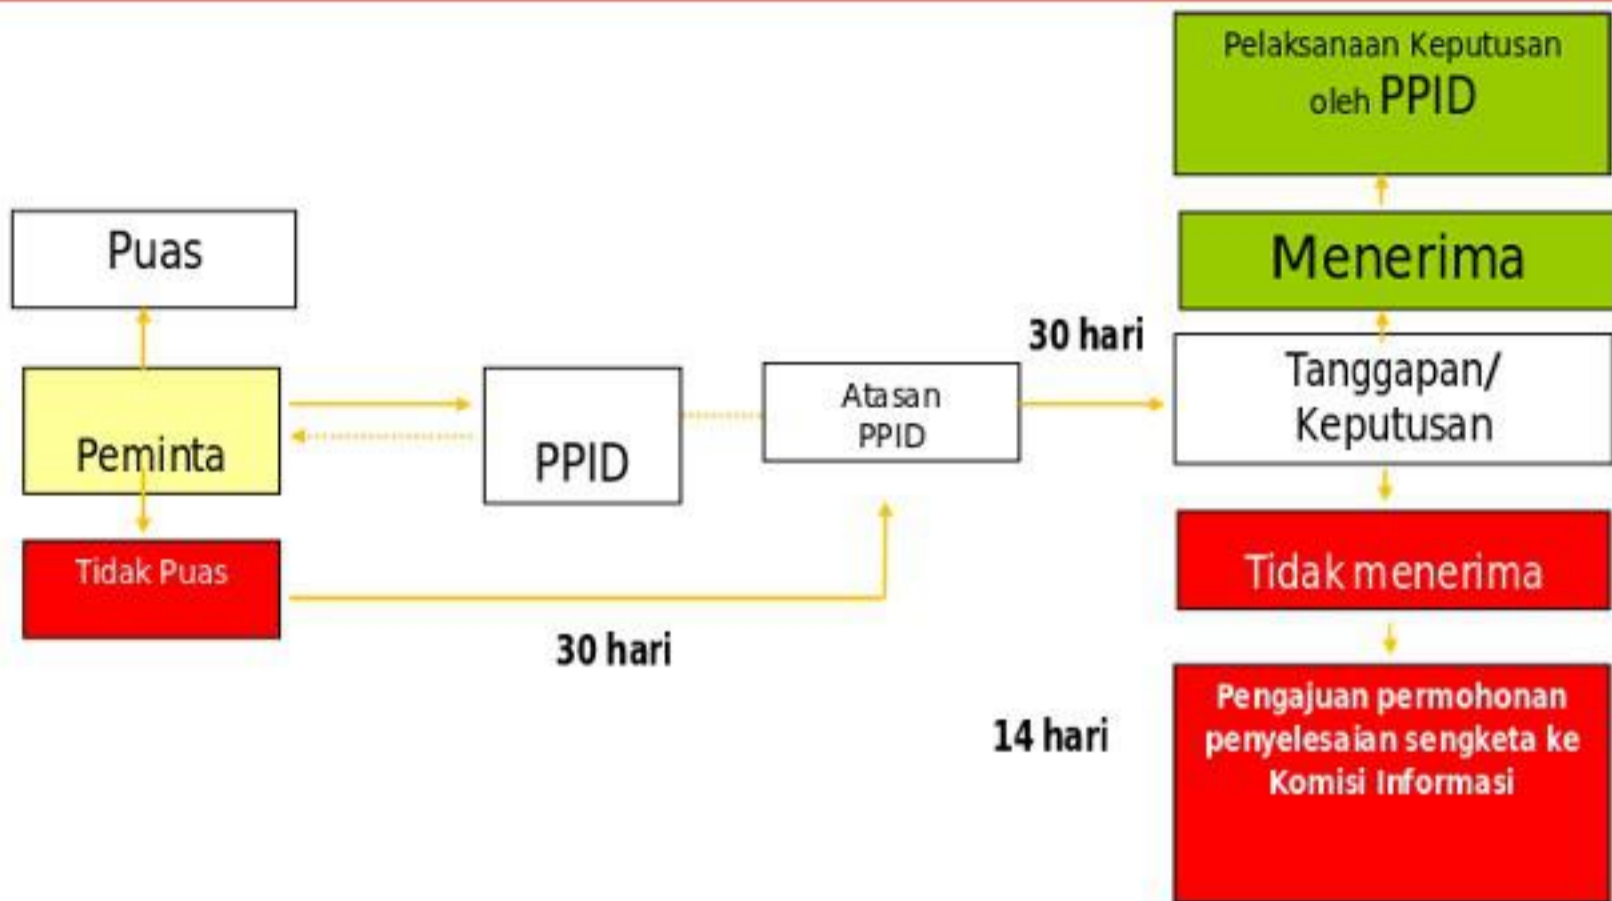 Pelaksanaan Keputusan
oleh PPID
Puas
Menerima
30 hari
Tanggapan/
Keputusan
Peminta
PPID
Atasan
PPID
Tidak Puas
Tidak menerima
30 hari
14 hari
Pengajuan permohonan
penyelesaian sengketa ke
Komisi Informasi